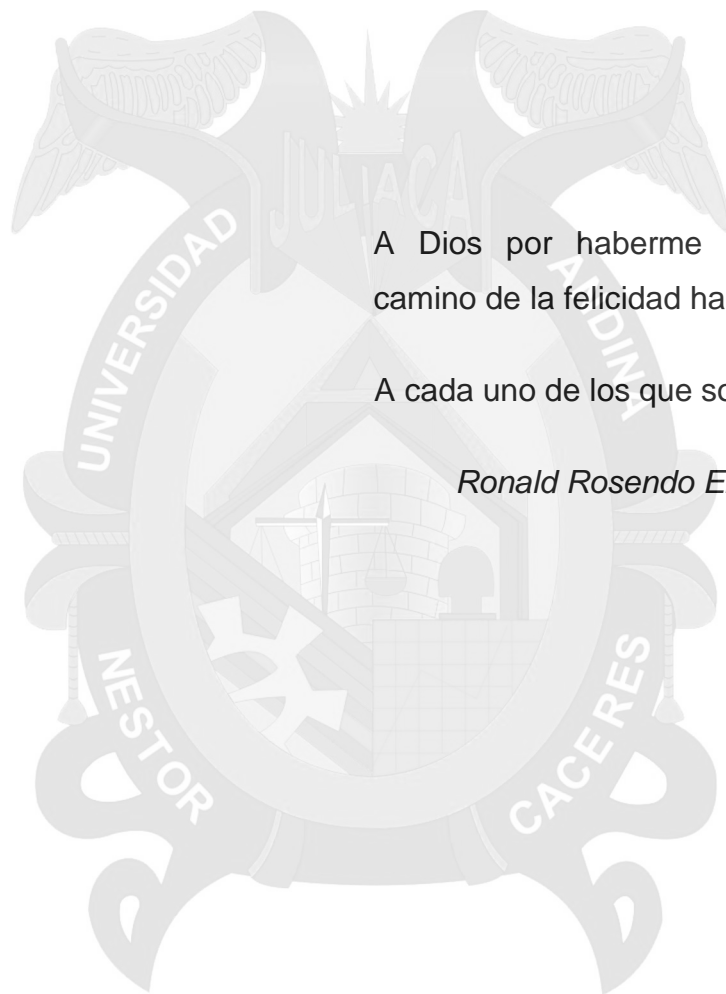 JULIACA
UNIVERSIDAD
ANDINA
A Dios por haberme
camino de la felicidad ha
A cada uno de los que
Ronald Rosendo E
NESTOR
CACERES